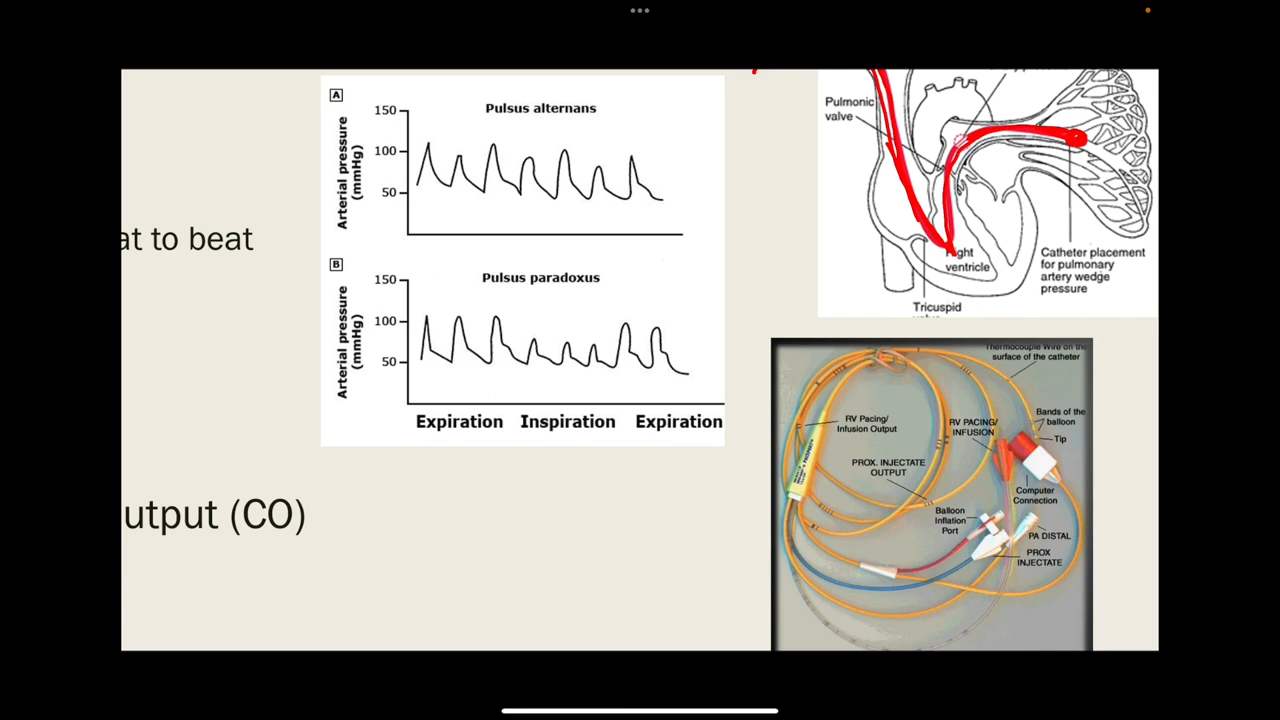 at to beat
utput (CO)
A
Pulsus alternans
150
100
50
Arterial pressure
(mmHg)
B
Pulsus paradoxus
150
100
50
Arterial pressure
(mmHg)
Expiration Inspiration Expiration
Pulmonic
valve
Right
ventricle
Tricuspid
Catheter placement
for pulmonary
artery wedge
pressure
Thermocouple Wire on the
surface of the catheter
Bands of the
balloon
Tip
RV Pacing/
Infusion Output
RV PACING/
INFUSION
PROX. INJECTATE
OUTPUT
Computer
Connection
Balloon
Inflation
Port
PA DISTAL
PROX
INJECTATE